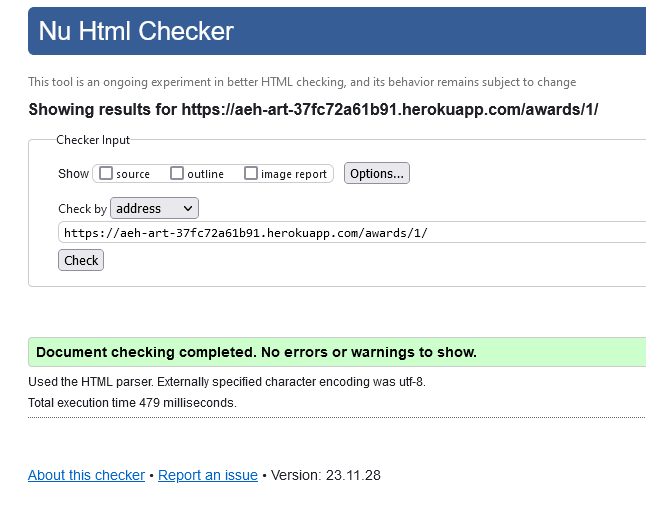 Nu Html Checker
This tool is an ongoing experiment in better HTML checking, and its behavior remains subject to change
Showing results for https://aeh-art-37fc72a61b91.herokuapp.com/awards/1/
Checker Input
Show source outline image report Options...
Check by address
https://aeh-art-37fc72a61b91.herokuapp.com/awards/1/
Check
Document checking completed. No errors or warnings to show.
Used the HTML parser. Externally specified character encoding was utf-8.
Total execution time 479 milliseconds.
About this checker • Report an issue • Version: 23.11.28